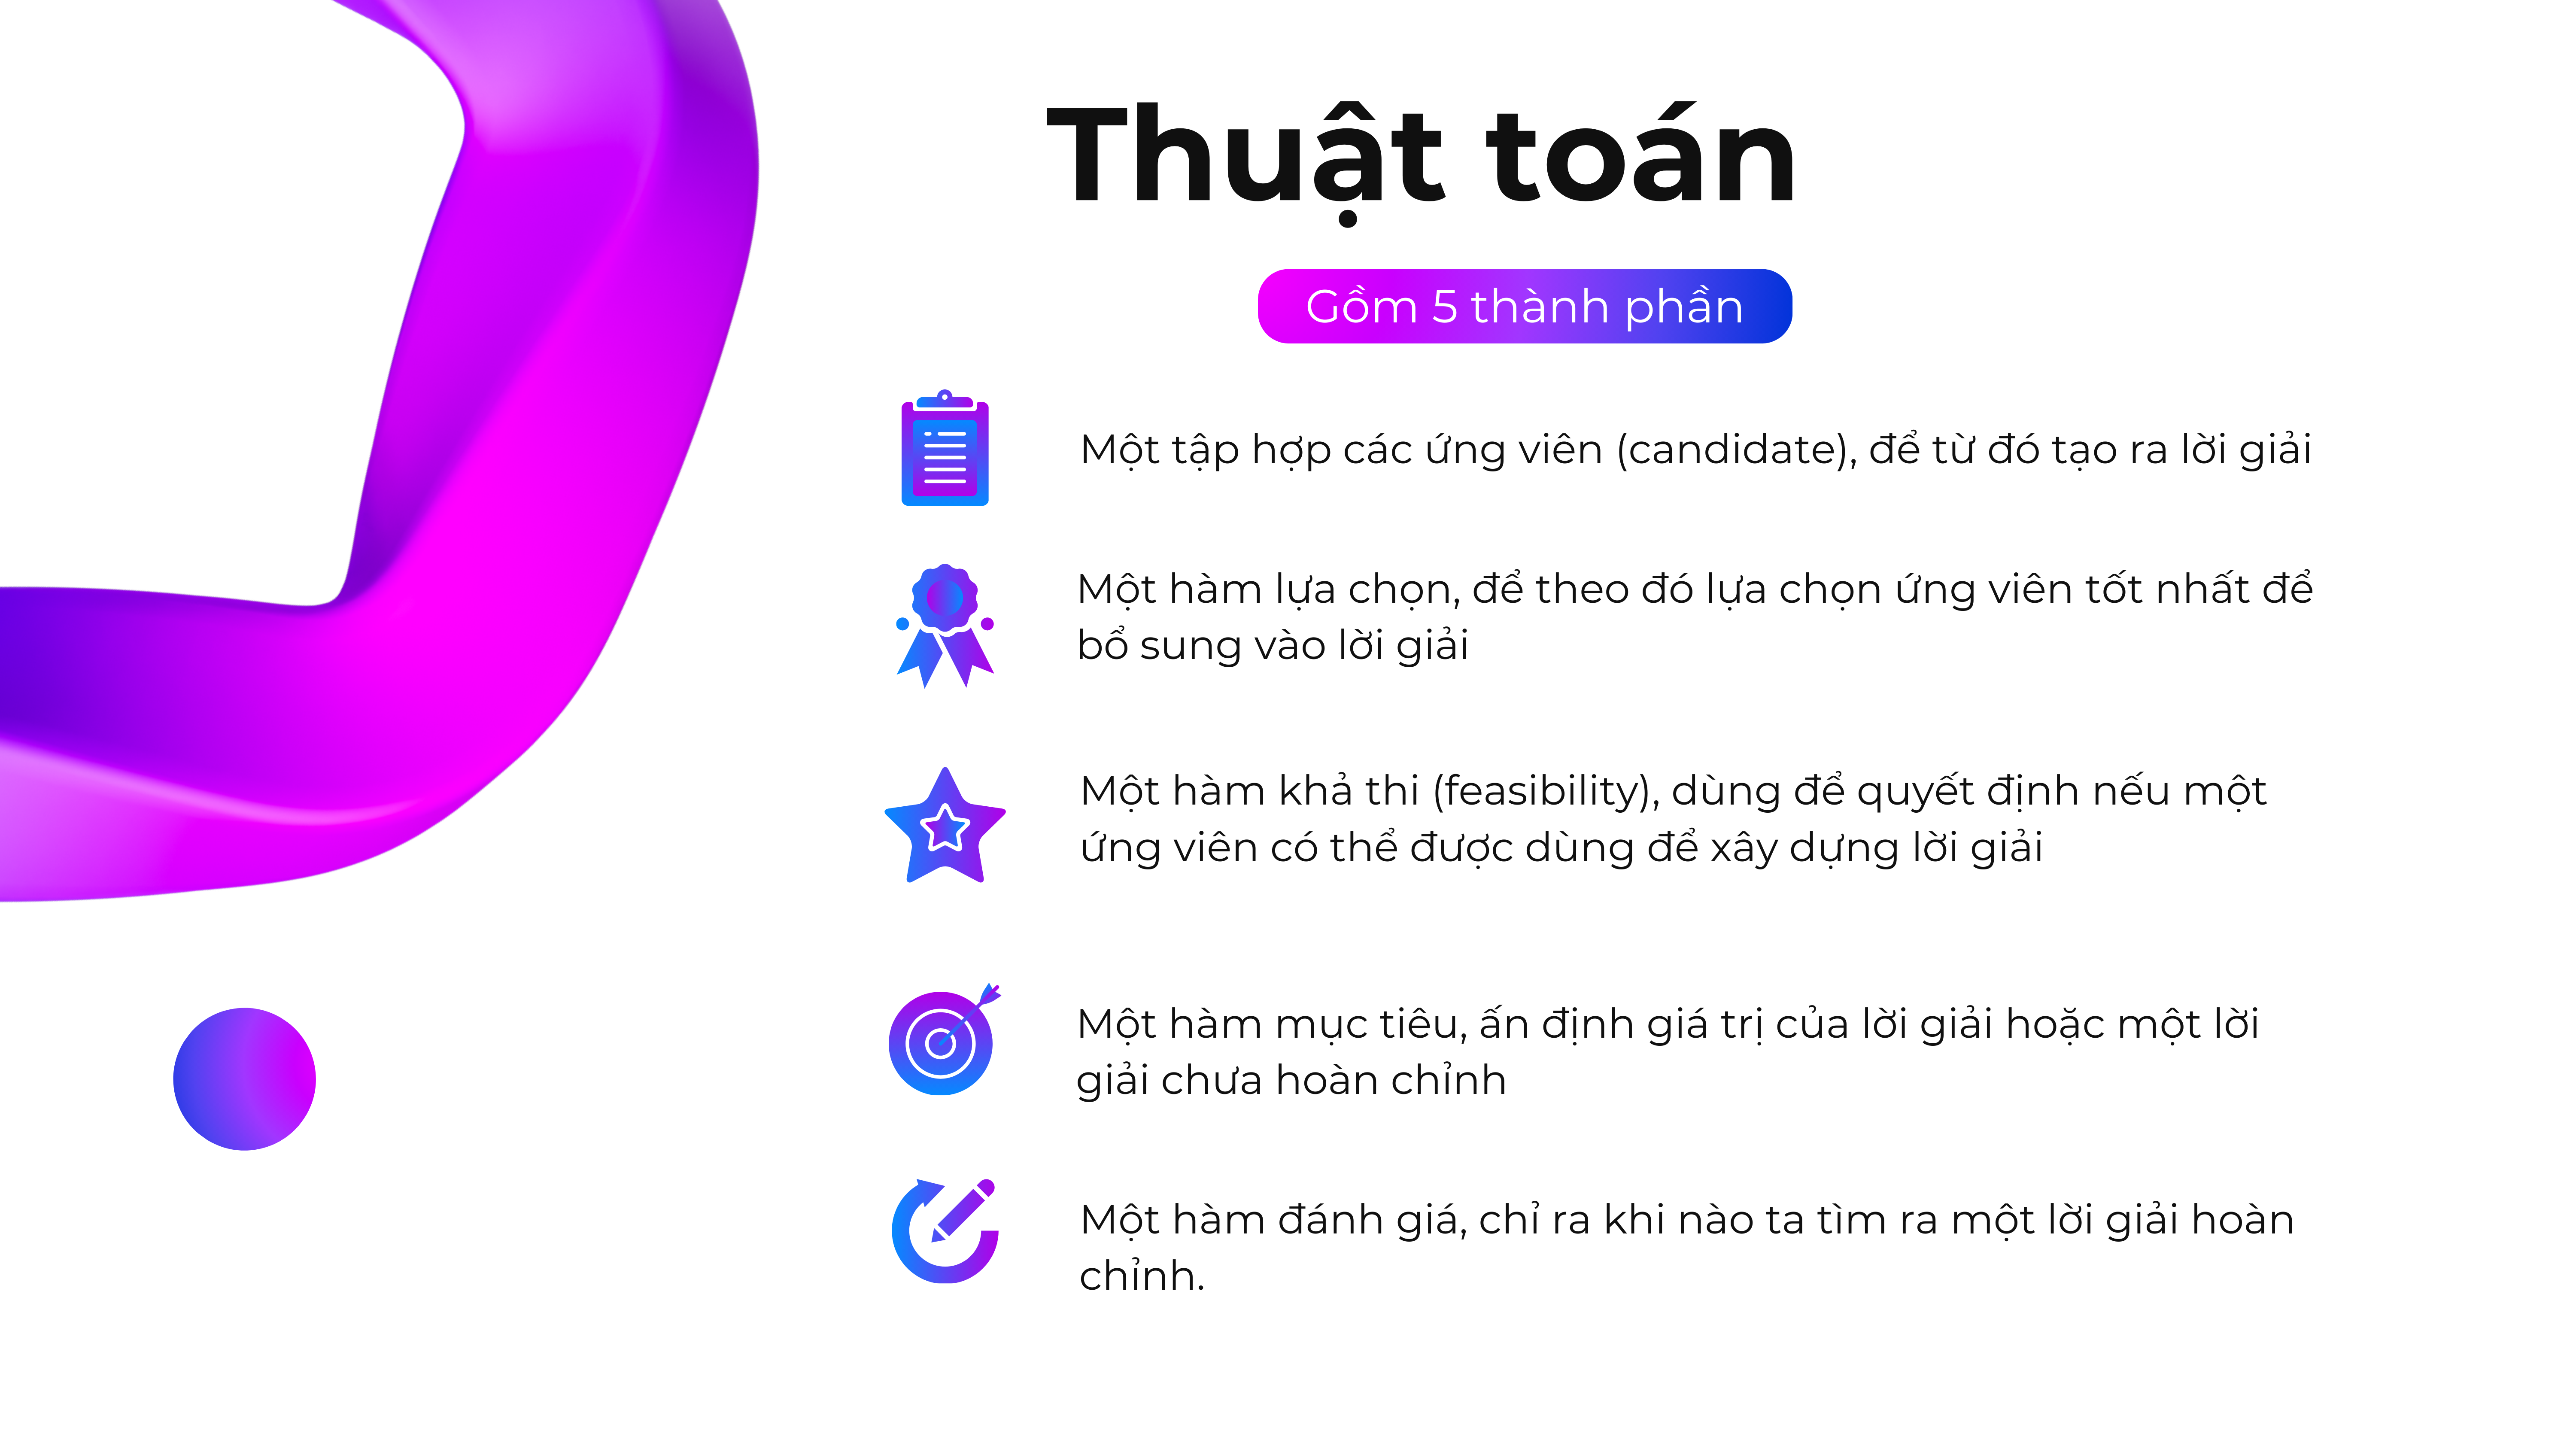 Thuật toán
Gồm 5 thành phần
Một tập hợp các ứng viên (candidate), để từ đó tạo ra lời giải
Một hàm lựa chọn, để theo đó lựa chọn ứng viên tốt nhất để
bổ sung vào lời giải
Một hàm khả thi (feasibility), dùng để quyết định nếu một
ứng viên có thể được dùng để xây dựng lời giải
Một hàm mục tiêu, ấn định giá trị của lời giải hoặc một lời
giải chưa hoàn chỉnh
Một hàm đánh giá, chỉ ra khi nào ta tìm ra một lời giải hoàn
chỉnh.